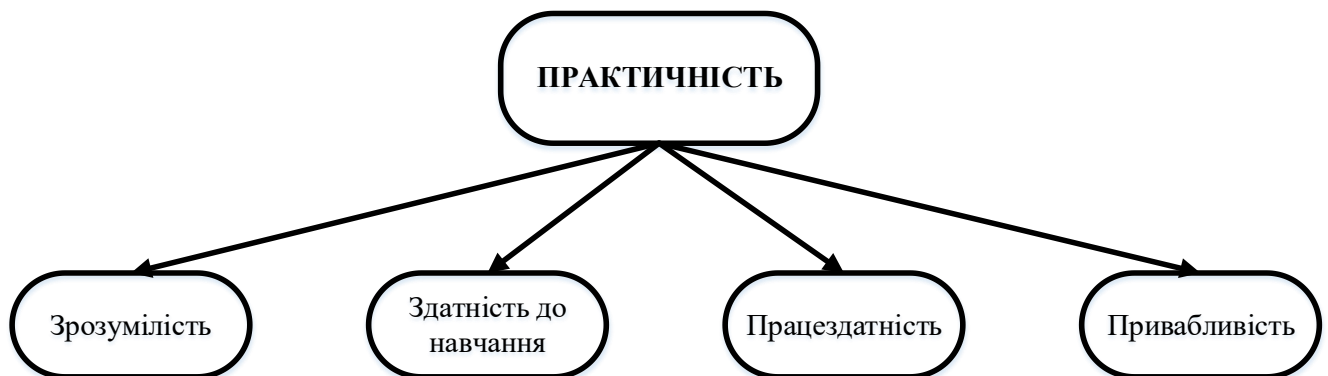 ПРАКТИЧНІСТЬ
Зрозумілість
Здатність до
навчання
Працездатність
Привабливість